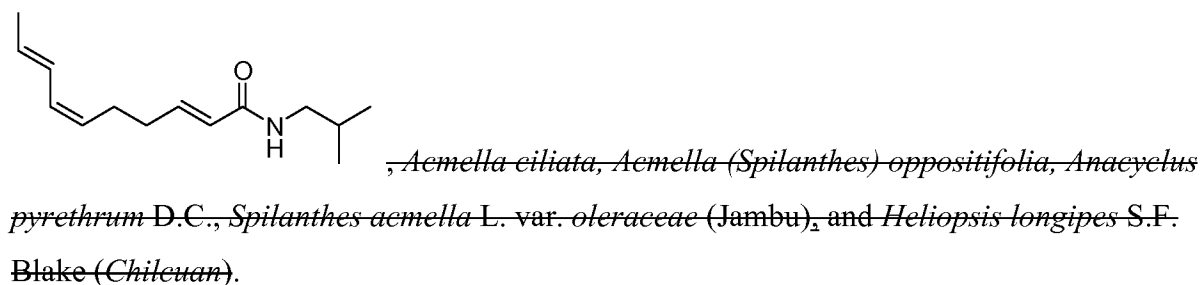 O
N
H
, Acmella ciliata, Acmella (Spilanthes) oppositifolia, Anacyclus
pyrethrum D.C., Spilanthes acmella L. var. oleraceae (Jambu), and Heliopsis longipes S.F.
Blake (Chilcuan).